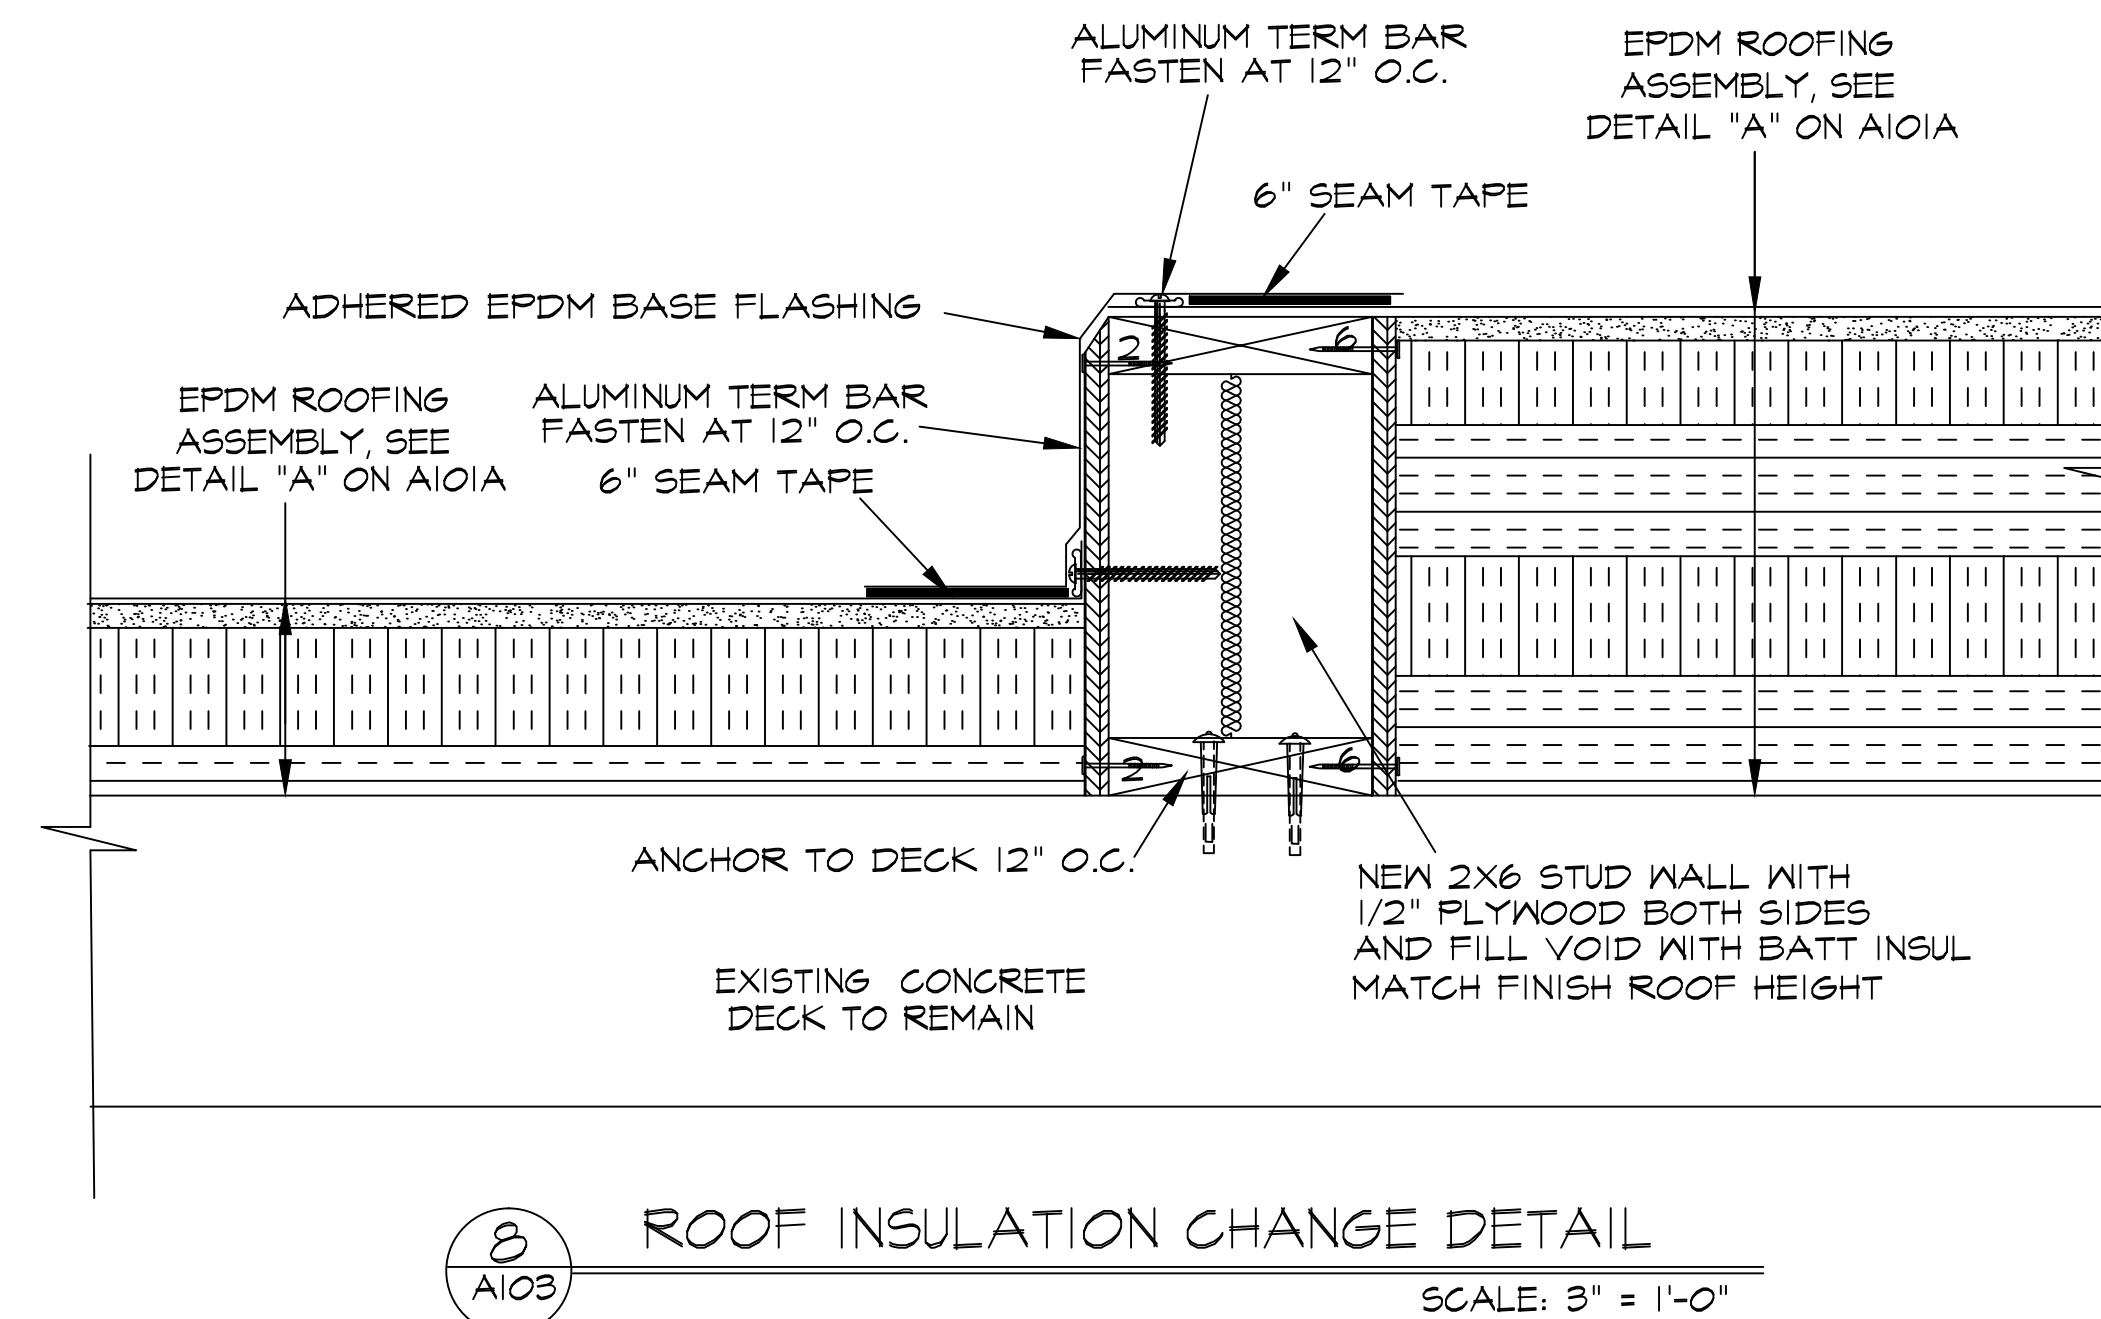 ALUMINUM TERM BAR
FASTEN AT 12" O.C.
EPDM ROOFING
ASSEMBLY, SEE
DETAIL "A" ON A101A
6" SEAM TAPE
ADHERED EPDM BASE FLASHING
2
6
EPDM ROOFING
ASSEMBLY, SEE
DETAIL "A" ON A101A
ALUMINUM TERM BAR
FASTEN AT 12" O.C.
6" SEAM TAPE
2
6
ANCHOR TO DECK 12" O.C.
NEW 2X6 STUD WALL WITH
1/2" PLYWOOD BOTH SIDES
AND FILL VOID WITH BATT INSUL
MATCH FINISH ROOF HEIGHT
EXISTING CONCRETE
DECK TO REMAIN
8
A103
ROOF INSULATION CHANGE DETAIL
SCALE: 3" = 1'-0"